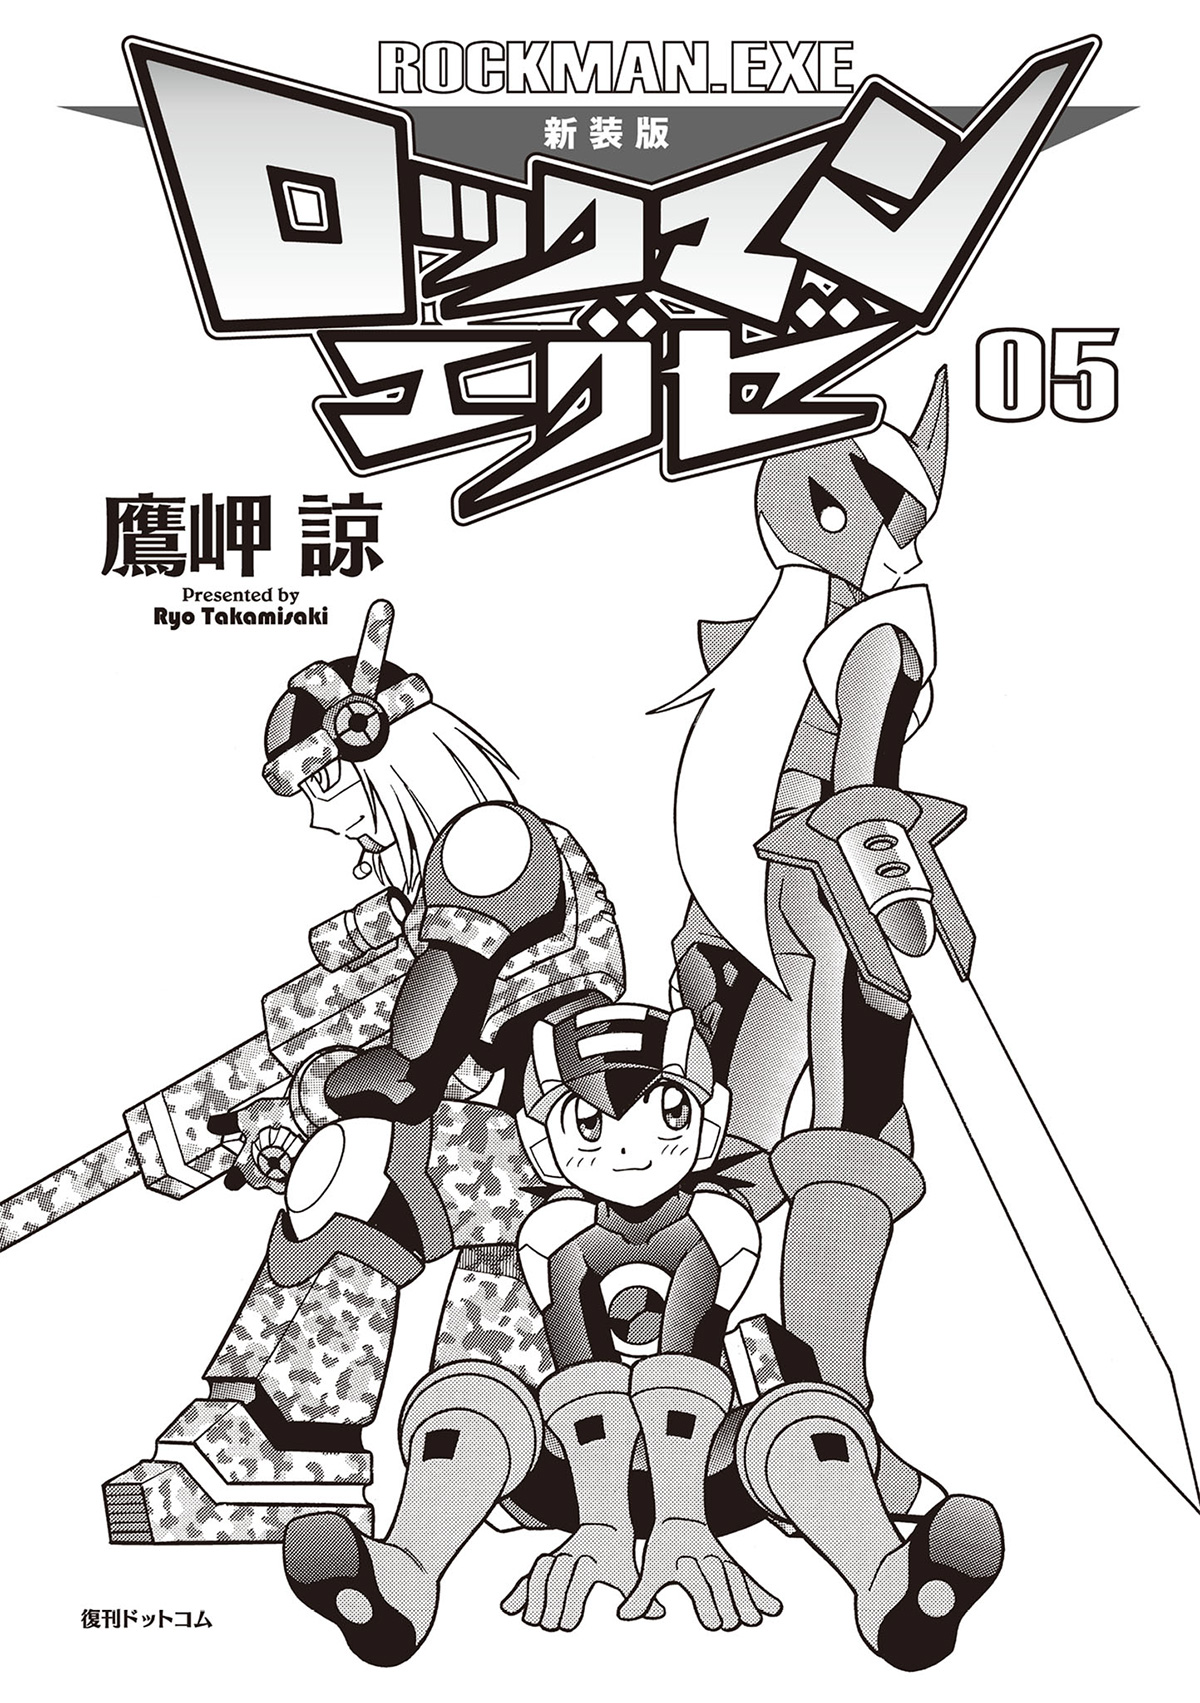 ROCKMAN.EXE
新装版
ロックマン
エグゼ
05
鷹岬 諒
Presented by
Ryo Takamisaki
復刊ドットコム